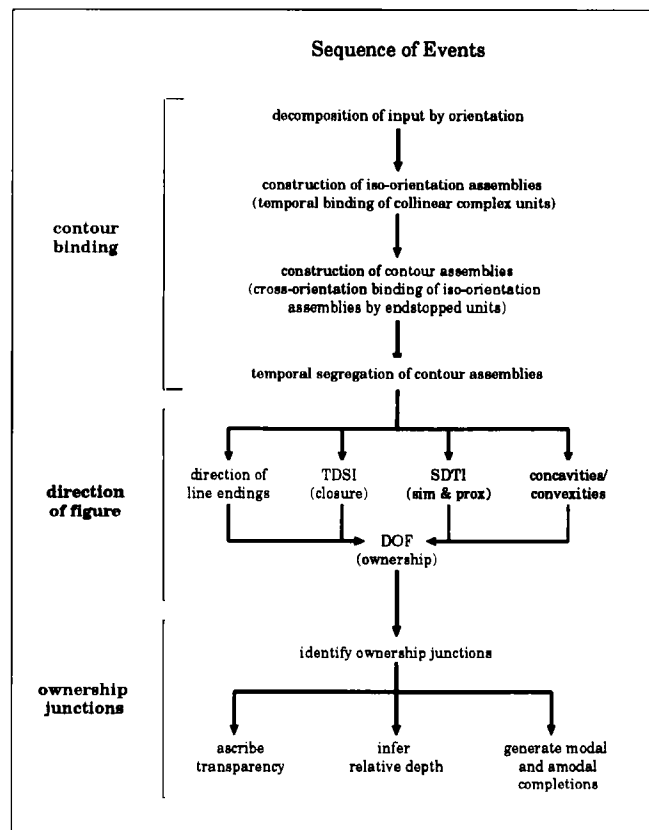 Sequence of Events
decomposition of input by orientation
construction of iso-orientation assemblies
(temporal binding of collinear complex units)
contour
binding
construction of contour assemblies
(cross-orientation binding of iso-orientation
assemblies by endstopped units)
temporal segregation of contour assemblies
direction
of figure
direction of
line endings
TDSI
(closure)
SDTI
(sim & prox)
concavities/
convexities
DOF
(ownership)
identify ownership junctions
ownership
junctions
ascribe
transparency
infer
relative depth
generate modal
and amodal
completions